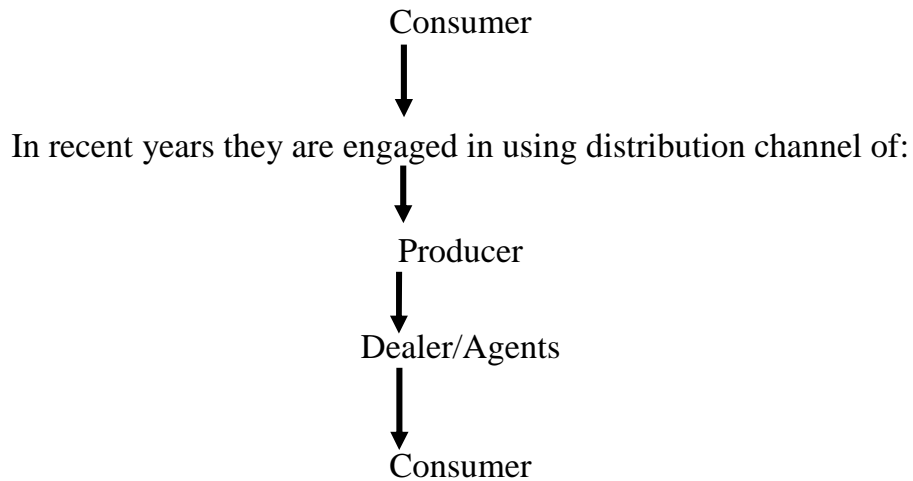 Consumer
In recent years they are engaged in using distribution channel of:
Producer
Dealer/Agents
Consumer